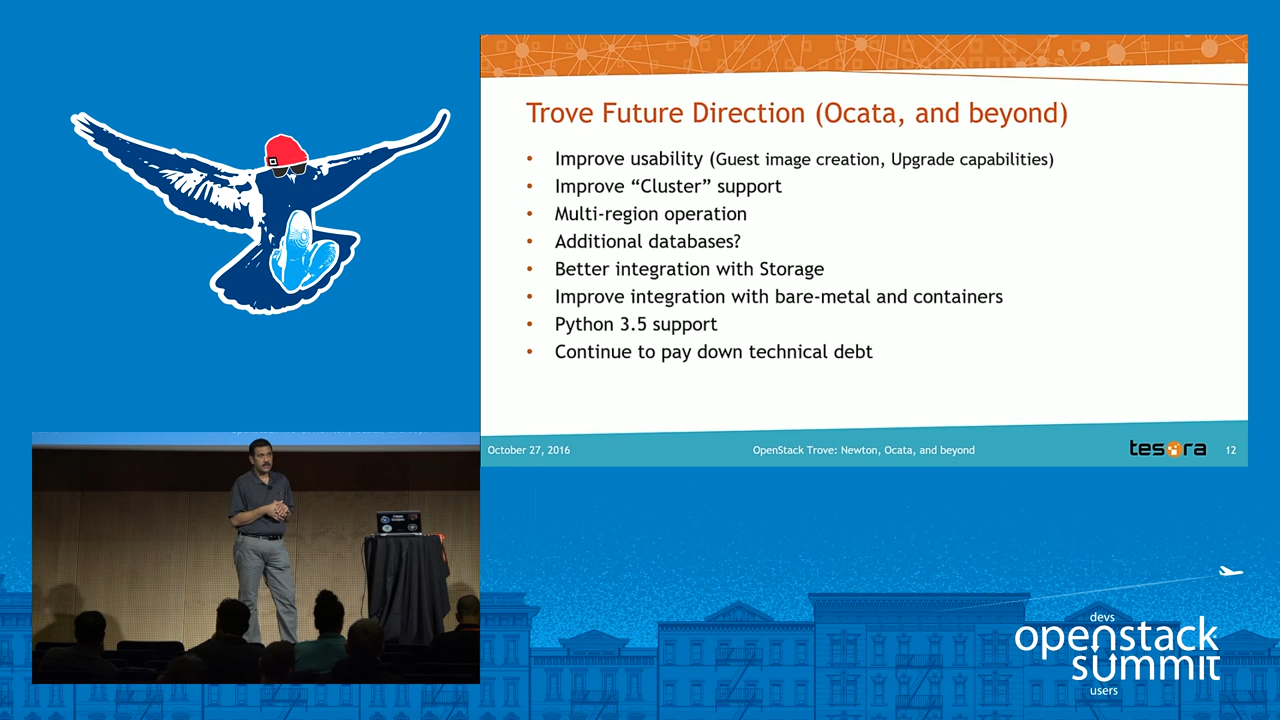 Trove Future Direction (Ocata, and beyond)
• Improve usability (Guest image creation, Upgrade capabilities)
• Improve “Cluster” support
• Multi-region operation
• Additional databases?
• Better integration with Storage
• Improve integration with bare-metal and containers
• Python 3.5 support
• Continue to pay down technical debt
October 27, 2016
OpenStack Trove: Newton, Ocata, and beyond
tesora
12
devs
openstack
summit
users